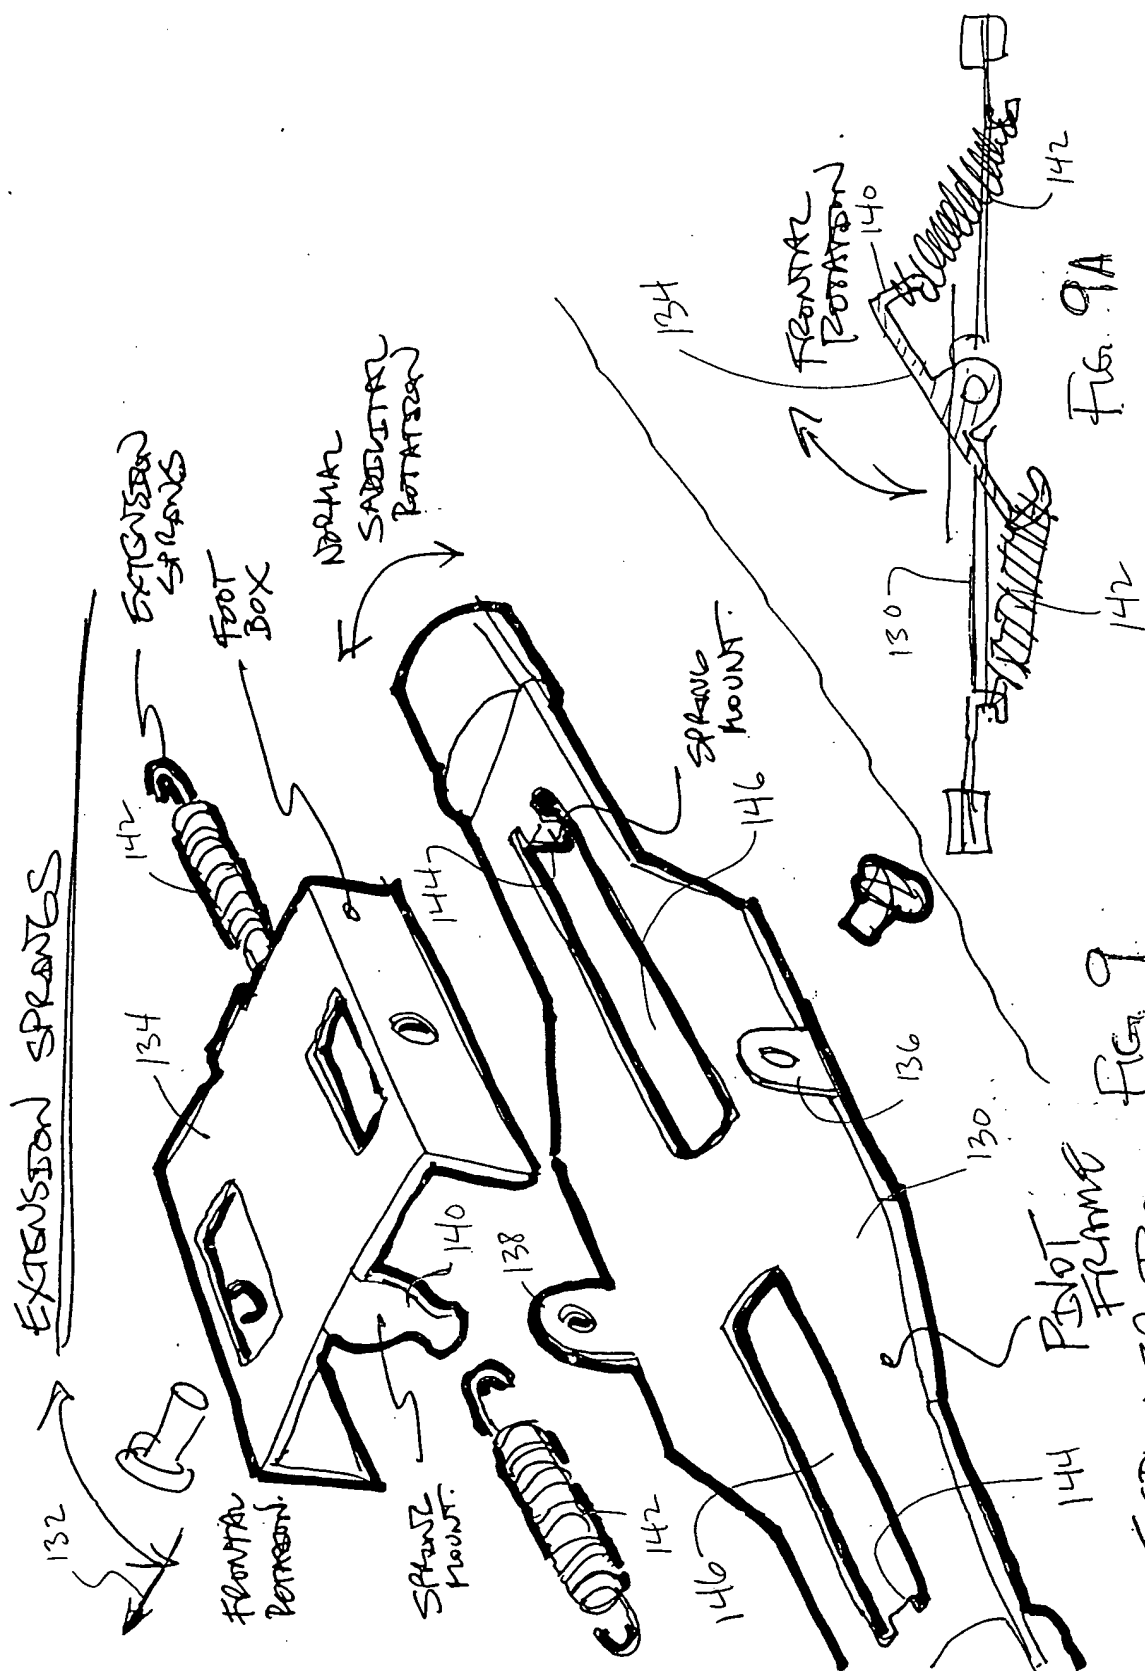 EXTENSION SPRINGS
132
FRONTAL
ROTATION.
134
142
EXTENSION
SPRINGS
FOOT
BOX
NORMAL
SAGITTAL
ROTATION
SPRING
MOUNT.
140
138
144
SPRING
MOUNT.
146
142
136
130
146
144
PIVOT
FRAME
FIG. 9
FRONTAL
ROTATION
134
140
130
142
142
FIG. 9A